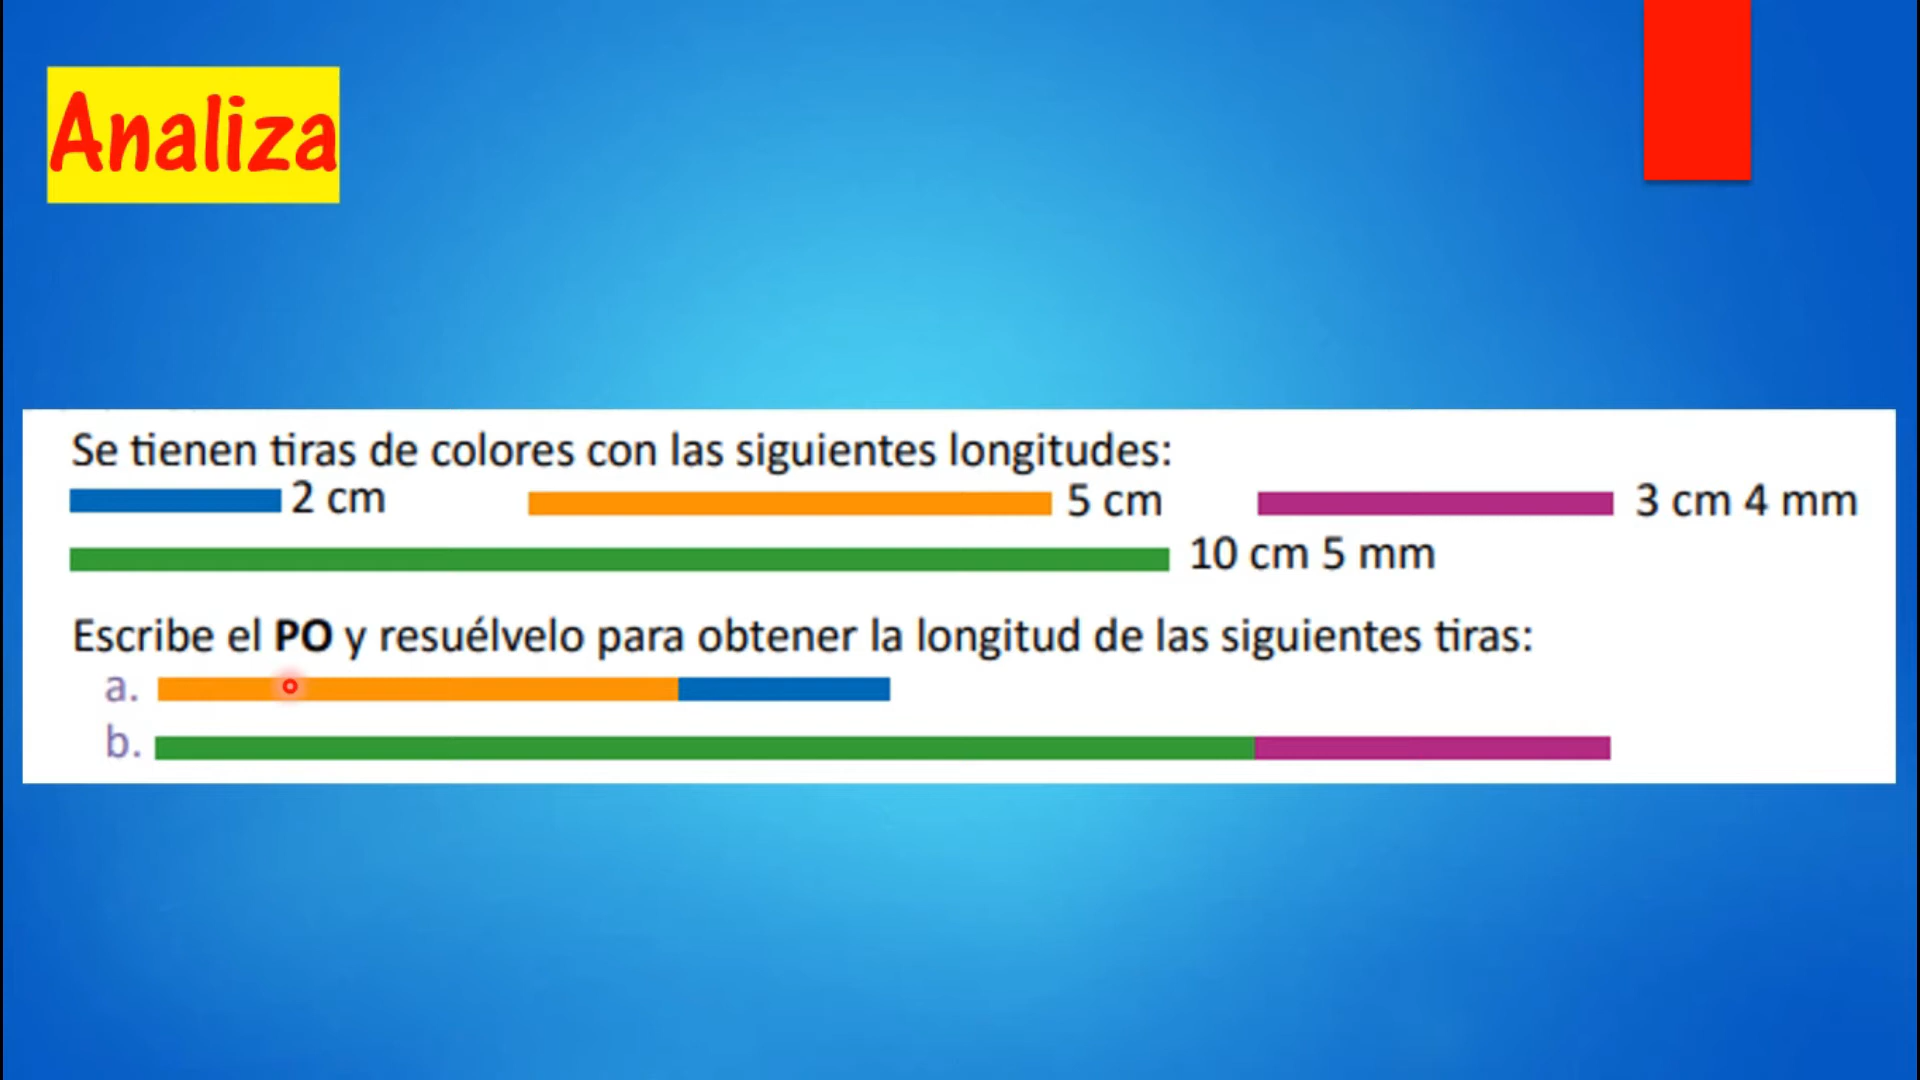 Analiza
Se tienen tiras de colores con las siguientes longitudes:
2 cm 5 cm 3 cm 4 mm
10 cm 5 mm
Escribe el PO y resuélvelo para obtener la longitud de las siguientes tiras:
a.
b.